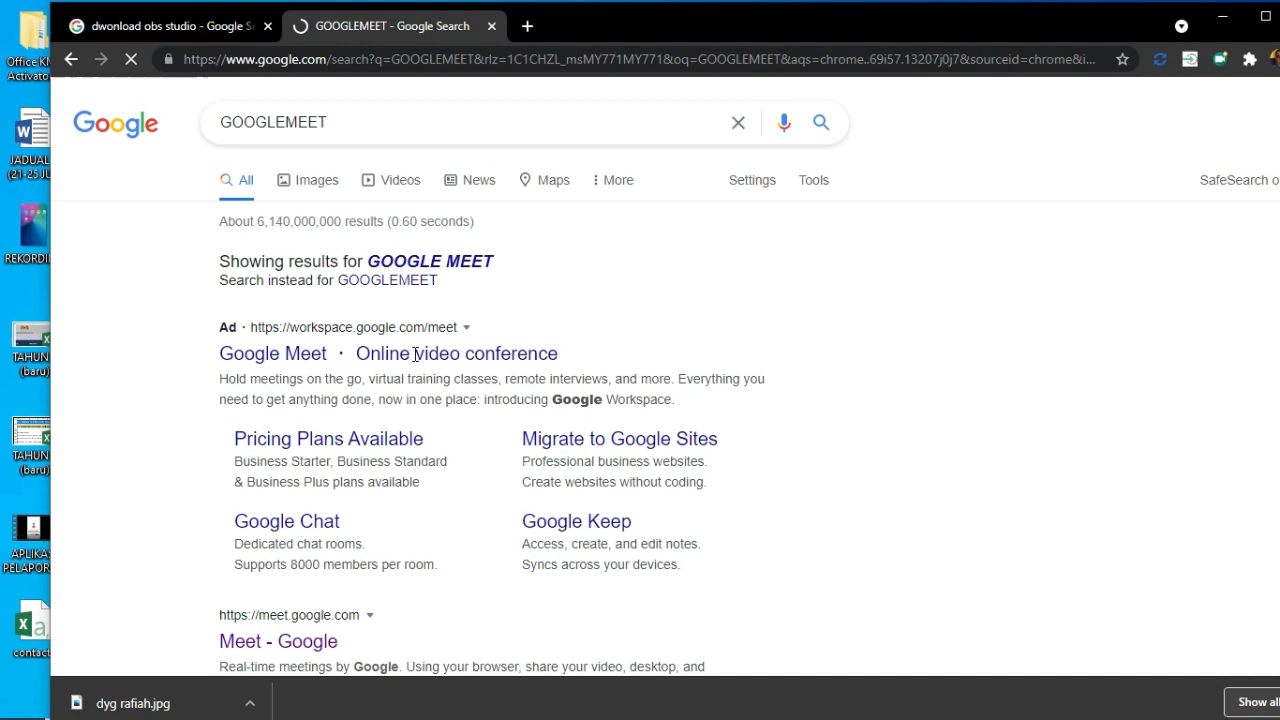 dwonload obs studio - Google Se
GOOGLEMEET - Google Search
https://www.google.com/search?q=GOOGLEMEET&rlz=1C1CHZL_msMY771MY771&oq=GOOGLEMEET&aqs=chrome..69i57.13207j0j7&sourceid=chrome&i...
Google
GOOGLEMEET
All
Images
Videos
News
Maps
More
Settings
Tools
SafeSearch o
About 6,140,000,000 results (0.60 seconds)
Showing results for GOOGLE MEET
Search instead for GOOGLEMEET
Ad · https://workspace.google.com/meet
Google Meet · Online video conference
Hold meetings on the go, virtual training classes, remote interviews, and more. Everything you
need to get anything done, now in one place: introducing Google Workspace.
Pricing Plans Available
Business Starter, Business Standard
& Business Plus plans available
Migrate to Google Sites
Professional business websites.
Create websites without coding.
Google Chat
Dedicated chat rooms.
Supports 8000 members per room.
Google Keep
Access, create, and edit notes.
Syncs across your devices.
https://meet.google.com
Meet - Google
Real-time meetings by Google. Using your browser, share your video, desktop, and
dyg rafiah.jpg
Show all
Office KM
Activato
JADUAL
(21-25 JU
REKORDIN
TAHUN
(baru)
TAHUN
(baru)
APLIKAS
PELAPOR
contact